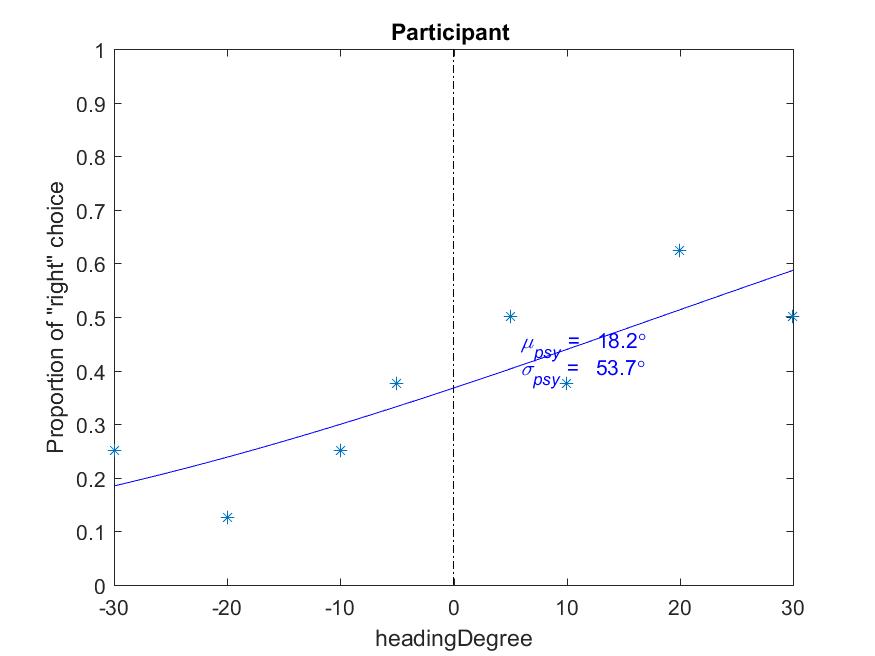 Participant
1
0.9
0.8
0.7
0.6
0.5
0.4
0.3
0.2
0.1
0
Proportion of "right" choice
μpsy = 18.2°
σpsy = 53.7°
-30 -20 -10 0 10 20 30
headingDegree